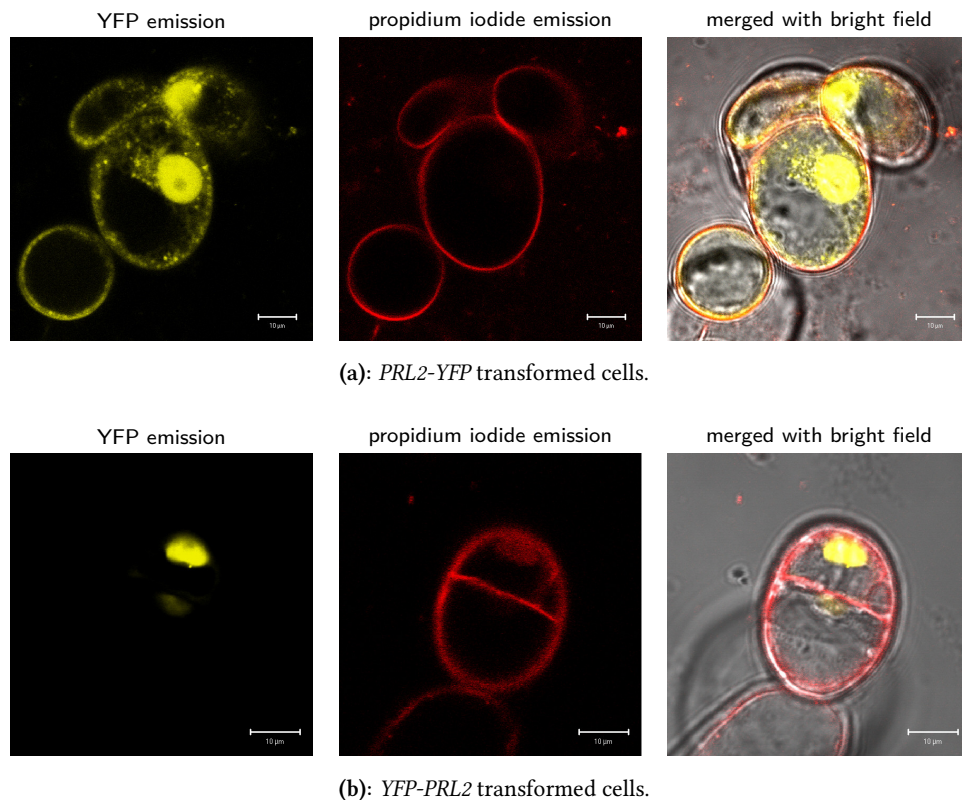 YFP emission propidium iodide emission merged with bright field
10 μm 10 μm 10 μm
(a): PRL2-YFP transformed cells.
YFP emission propidium iodide emission merged with bright field
10 μm 10 μm 10 μm
(b): YFP-PRL2 transformed cells.